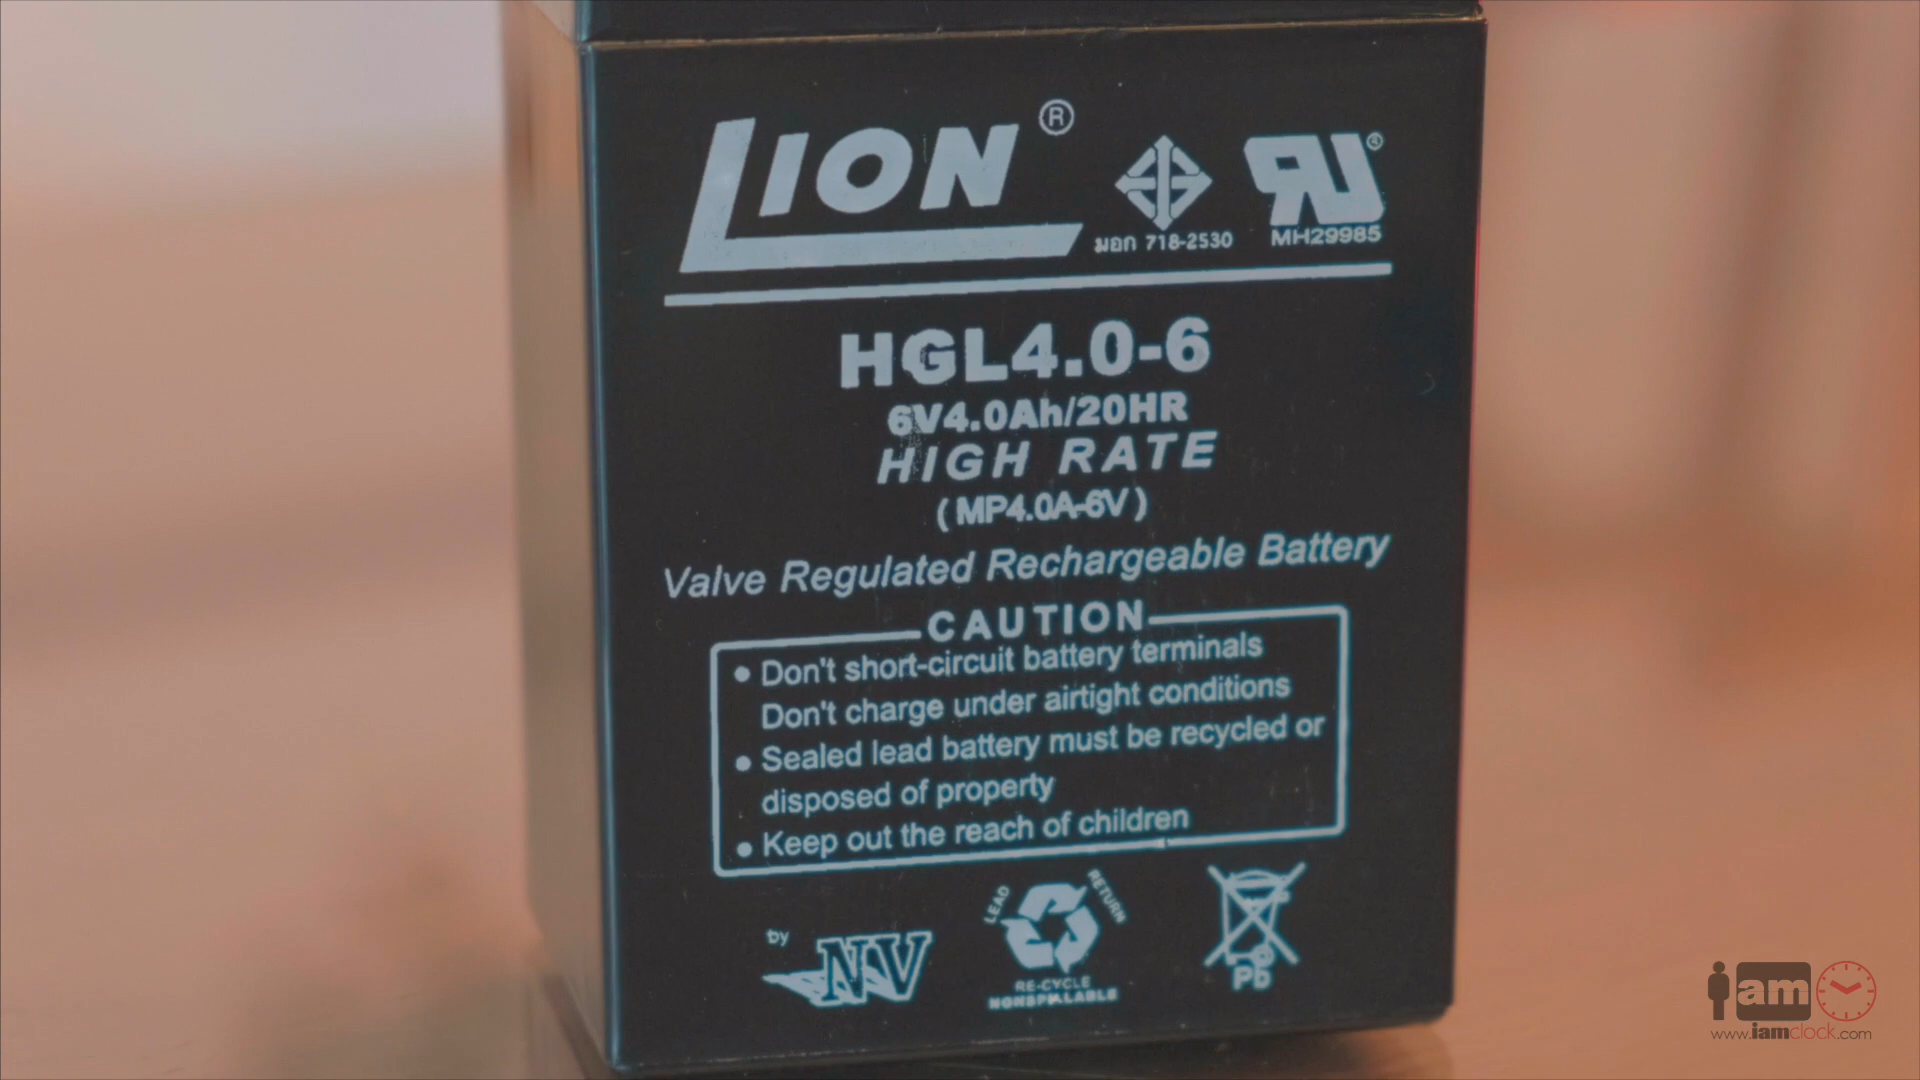 LION ®
มอก 718-2530
RU ®
MH29985
HGL4.0-6
6V4.0Ah/20HR
HIGH RATE
(MP4.0A-6V)
Valve Regulated Rechargeable Battery
CAUTION
• Don't short-circuit battery terminals
Don't charge under airtight conditions
• Sealed lead battery must be recycled or
disposed of property
• Keep out the reach of children
by NV
LEAD RETURN
RE-CYCLE
NONSPILLABLE
Pb
iam
www.iamclock.com